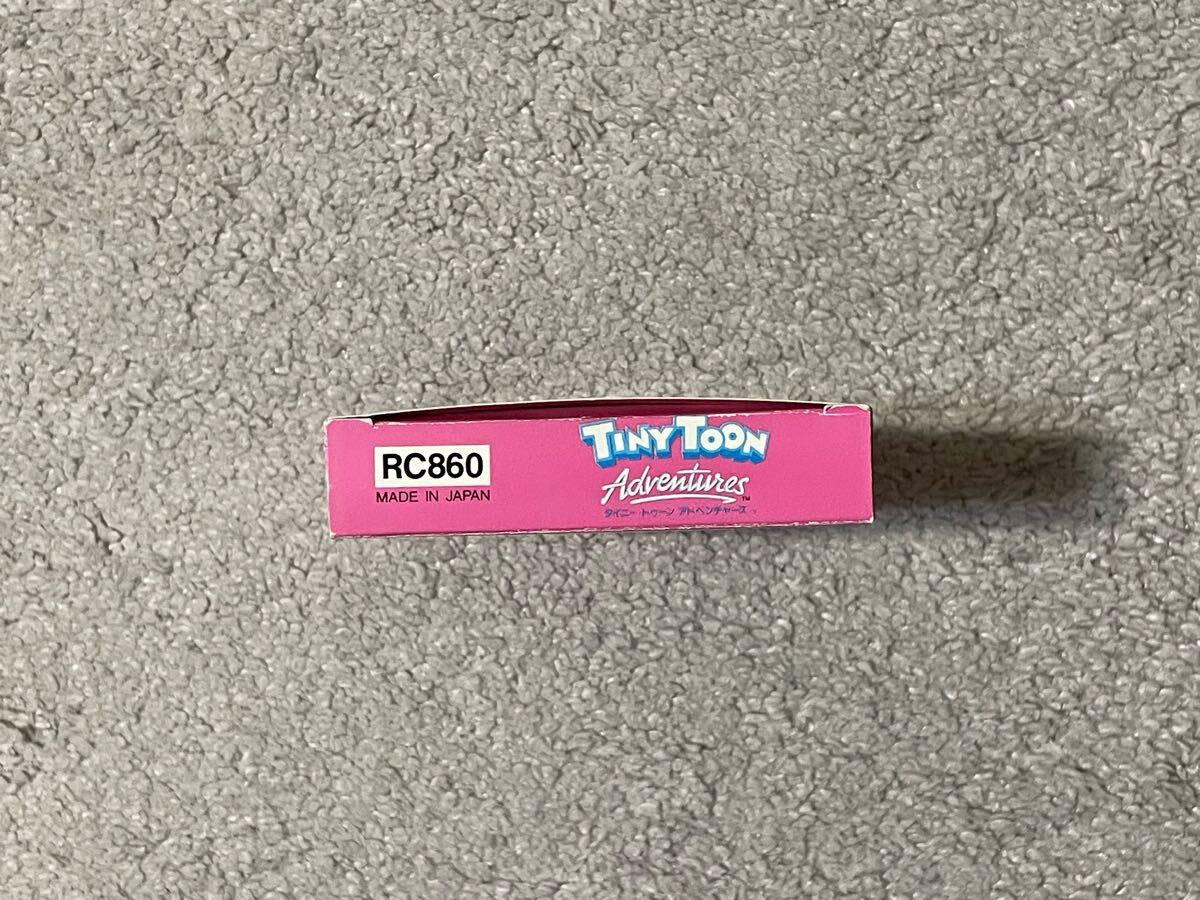 RC860
MADE IN JAPAN
TINY TOON
Adventures™
タイニー トゥーン アドベンチャーズ